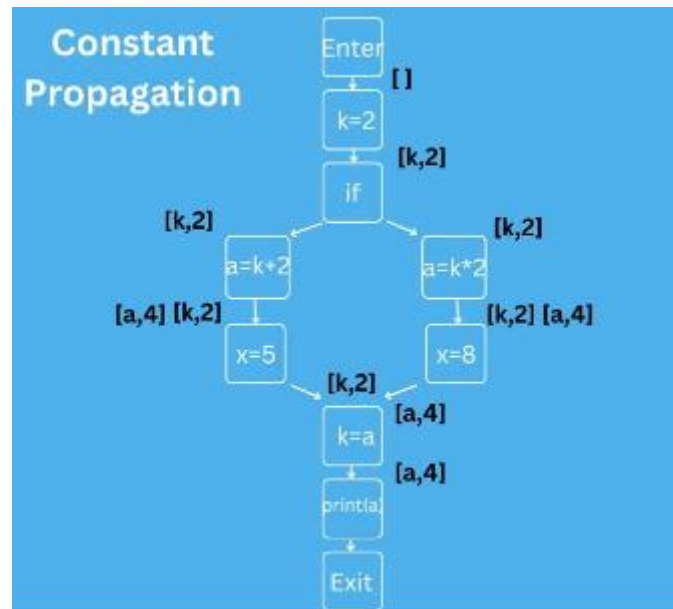 Constant
Propagation
Enter
[ ]
k=2
[k,2]
if
[k,2]
[k,2]
a=k+2
a=k*2
[a,4] [k,2]
[k,2] [a,4]
x=5
x=8
[k,2]
[a,4]
k=a
[a,4]
print(a)
Exit